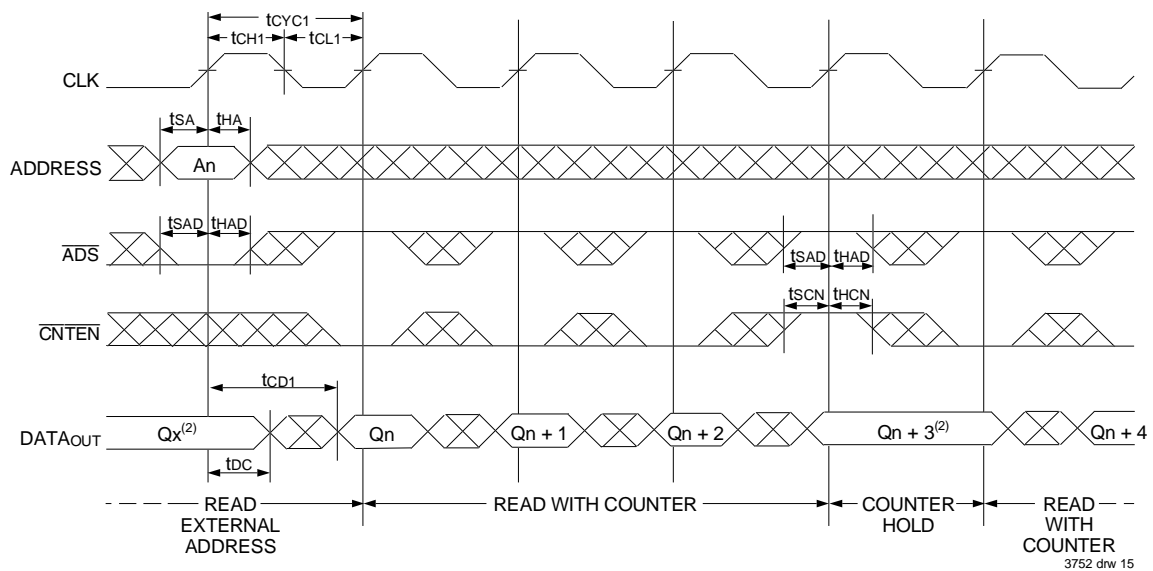 tCYC1
tCH1 tCL1
CLK
tSA tHA
ADDRESS An
tSAD tHAD
ADS
tSAD tHAD
tSCN tHCN
CNTEN
tCD1
DATAOUT Qx(2) Qn Qn + 1 Qn + 2 Qn + 3(2) Qn + 4
tDC
READ EXTERNAL ADDRESS
READ WITH COUNTER
COUNTER HOLD
READ WITH COUNTER
3752 drw 15